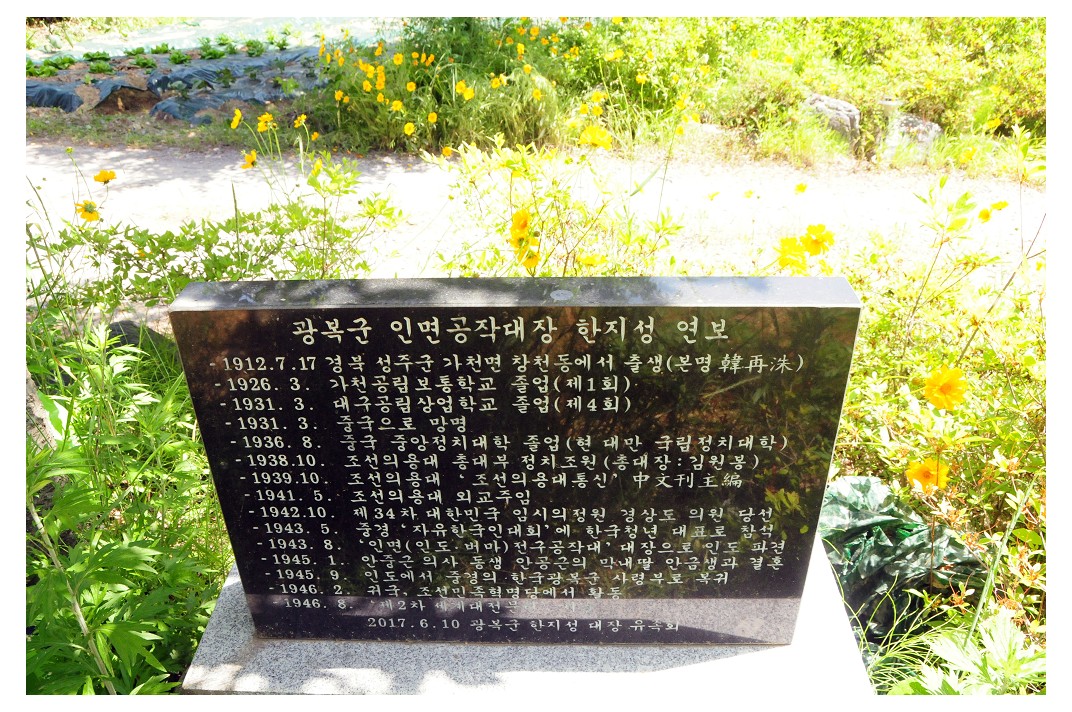 광복군 인면공작대장 한지성 연보
- 1912.7.17 경북 성주군 가천면 창천동에서 출생(본명 韓再洙)
- 1926. 3. 가천공립보통학교 졸업(제1회)
- 1931. 3. 대구공립상업학교 졸업(제4회)
- 1931. 3. 중국으로 망명
- 1936. 8. 중국 중앙정치대학 졸업(현 대만 국립정치대학)
- 1938.10. 조선의용대 총대부 정치조원(총대장:김원봉)
- 1939.10. 조선의용대 ‘조선의용대통신’ 中文刊主編
- 1941. 5. 조선의용대 외교주임
- 1942.10. 제34차 대한민국 임시의정원 경상도 의원 당선
- 1943. 5. 중경 ‘자유한국인대회’에 한국청년 대표로 참석
- 1943. 8. ‘인면(인도·버마)전구공작대’ 대장으로 인도 파견
- 1945. 1. 안중근 의사 동생 안공근의 막내딸 안금생과 결혼
- 1945. 9. 인도에서 중경의 한국광복군 사령부로 복귀
- 1946. 2. 귀국, 조선민족혁명당에서 활동
- 1946. 8. ‘제2차 세계대전
2017.6.10 광복군 한지성 대장 유족회